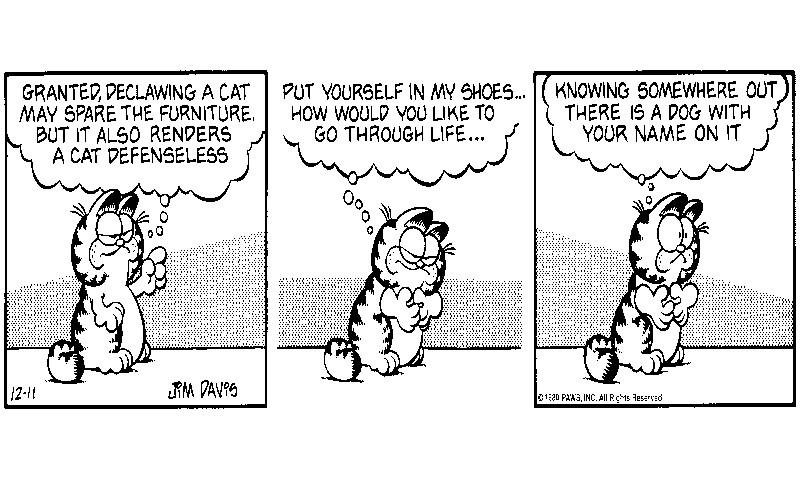 GRANTED, DECLAWING A CAT
MAY SPARE THE FURNITURE,
BUT IT ALSO RENDERS
A CAT DEFENSELESS
12-11
JIM DAVIS
PUT YOURSELF IN MY SHOES...
HOW WOULD YOU LIKE TO
GO THROUGH LIFE...
KNOWING SOMEWHERE OUT
THERE IS A DOG WITH
YOUR NAME ON IT
© 1980 PAWS, INC. All Rights Reserved